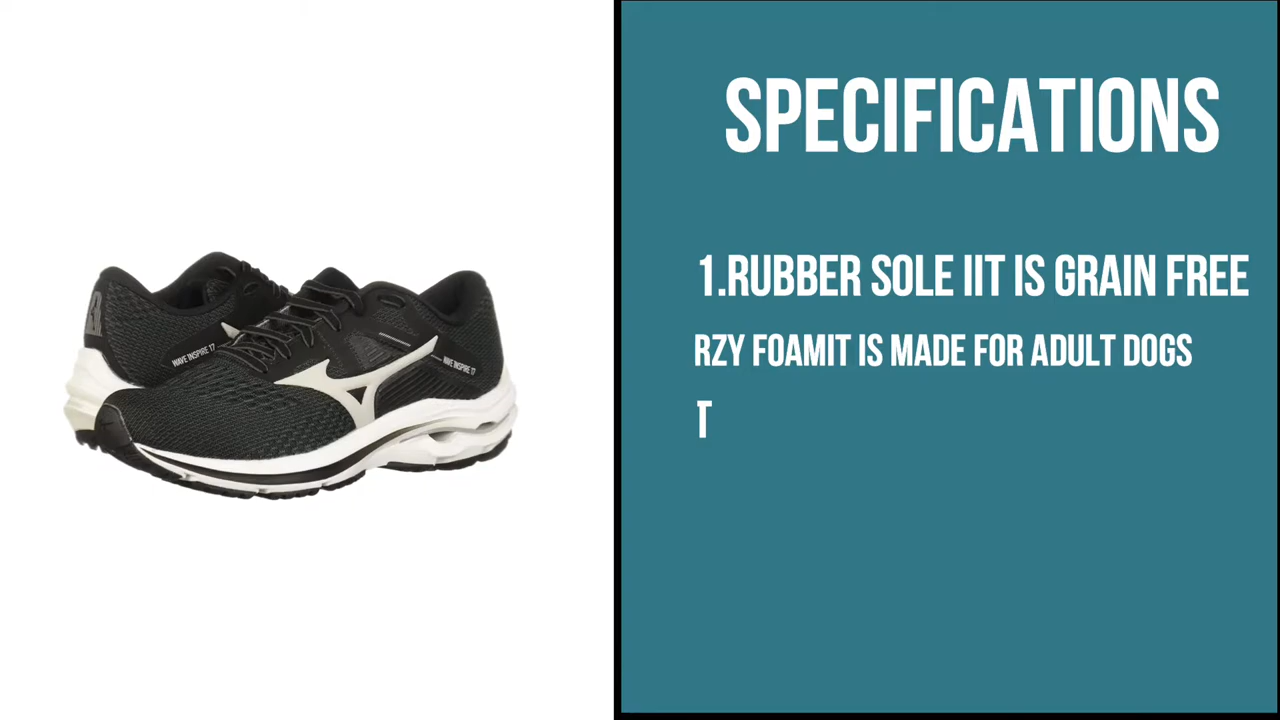 SPECIFICATIONS
1.RUBBER SOLE IIT IS GRAIN FREE
RZY FOAMIT IS MADE FOR ADULT DOGS
T
WAVE INSPIRE 17
WAVE INSPIRE 17